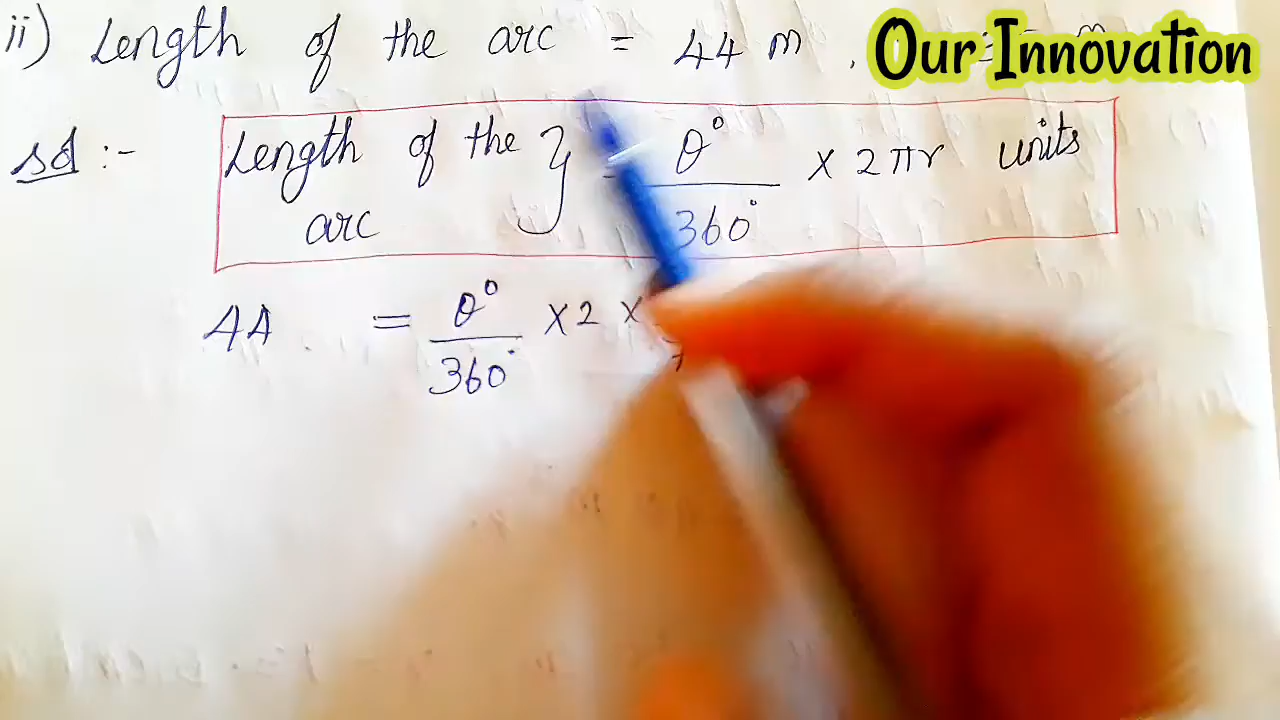 ii) Length of the arc = 44 m ,
Our Innovation
Sol :- Length of the arc } = θ° / 360° × 2πr units
44 = θ° / 360° × 2 ×